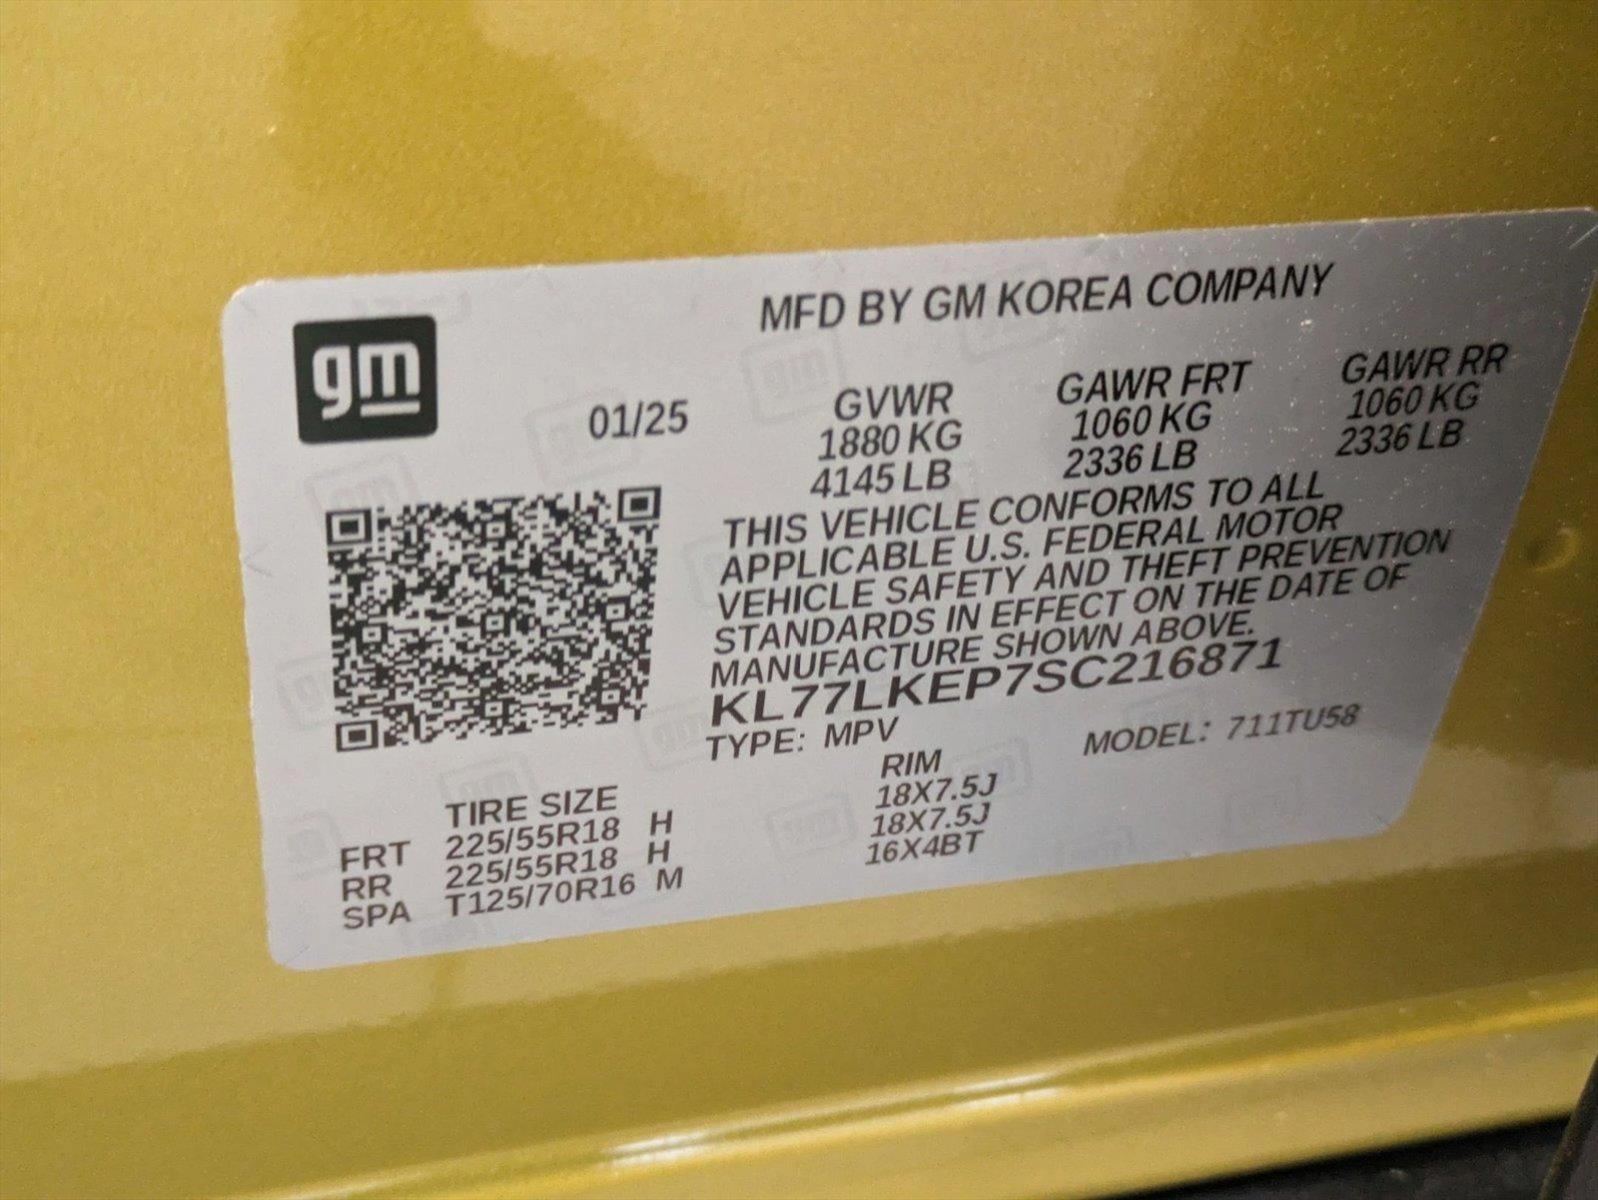 MFD BY GM KOREA COMPANY
gm
01/25
GVWR GAWR FRT GAWR RR
1880 KG 1060 KG 1060 KG
4145 LB 2336 LB 2336 LB
THIS VEHICLE CONFORMS TO ALL
APPLICABLE U.S. FEDERAL MOTOR
VEHICLE SAFETY AND THEFT PREVENTION
STANDARDS IN EFFECT ON THE DATE OF
MANUFACTURE SHOWN ABOVE.
KL77LKEP7SC216871
TYPE: MPV MODEL: 711TU58
TIRE SIZE RIM
FRT 225/55R18 H 18X7.5J
RR 225/55R18 H 18X7.5J
SPA T125/70R16 M 16X4BT